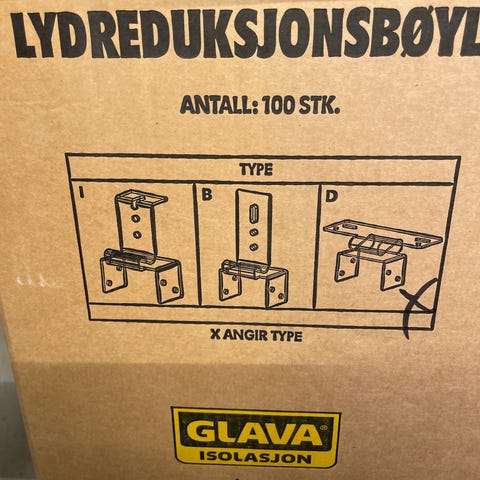 LYDREDUKSJONSBØYL
ANTALL: 100 STK.
TYPE
I B D
X
X ANGIR TYPE
GLAVA®
ISOLASJON